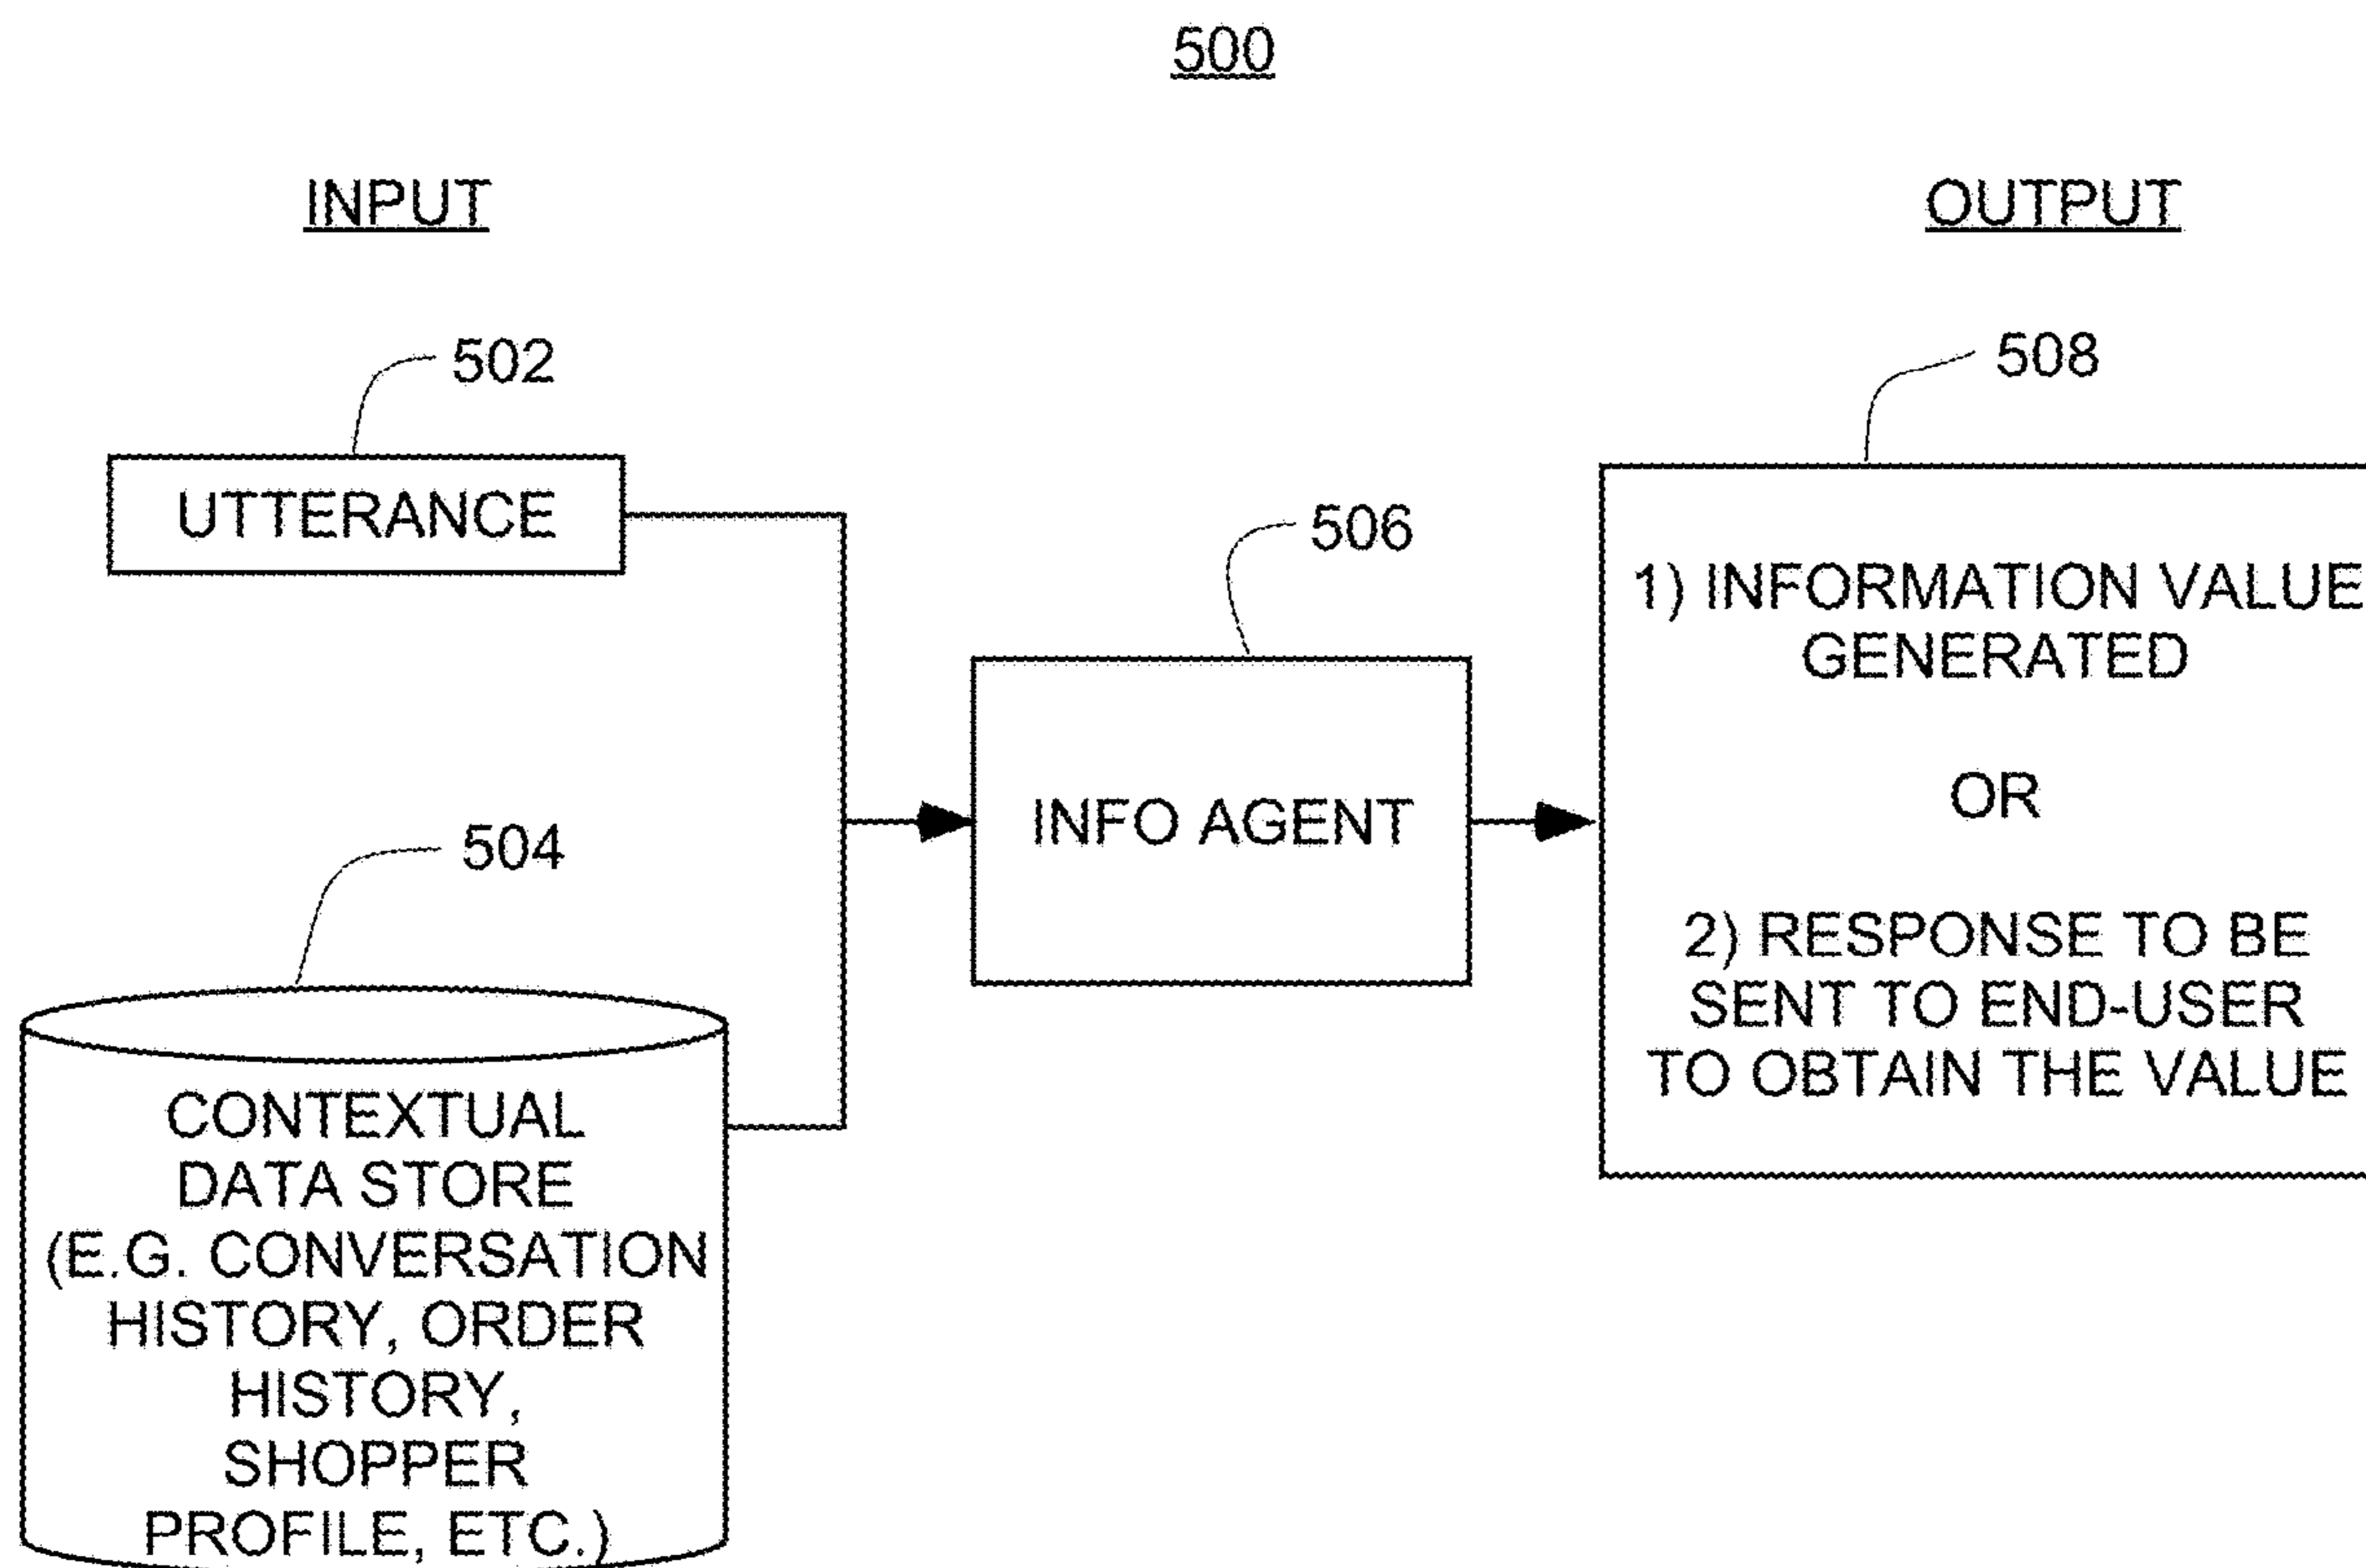 500
INPUT
OUTPUT
502
UTTERANCE
504
CONTEXTUAL
DATA STORE
(E.G. CONVERSATION
HISTORY, ORDER
HISTORY,
SHOPPER
PROFILE, ETC.)
506
INFO AGENT
508
1) INFORMATION VALUE
GENERATED
OR
2) RESPONSE TO BE
SENT TO END-USER
TO OBTAIN THE VALUE